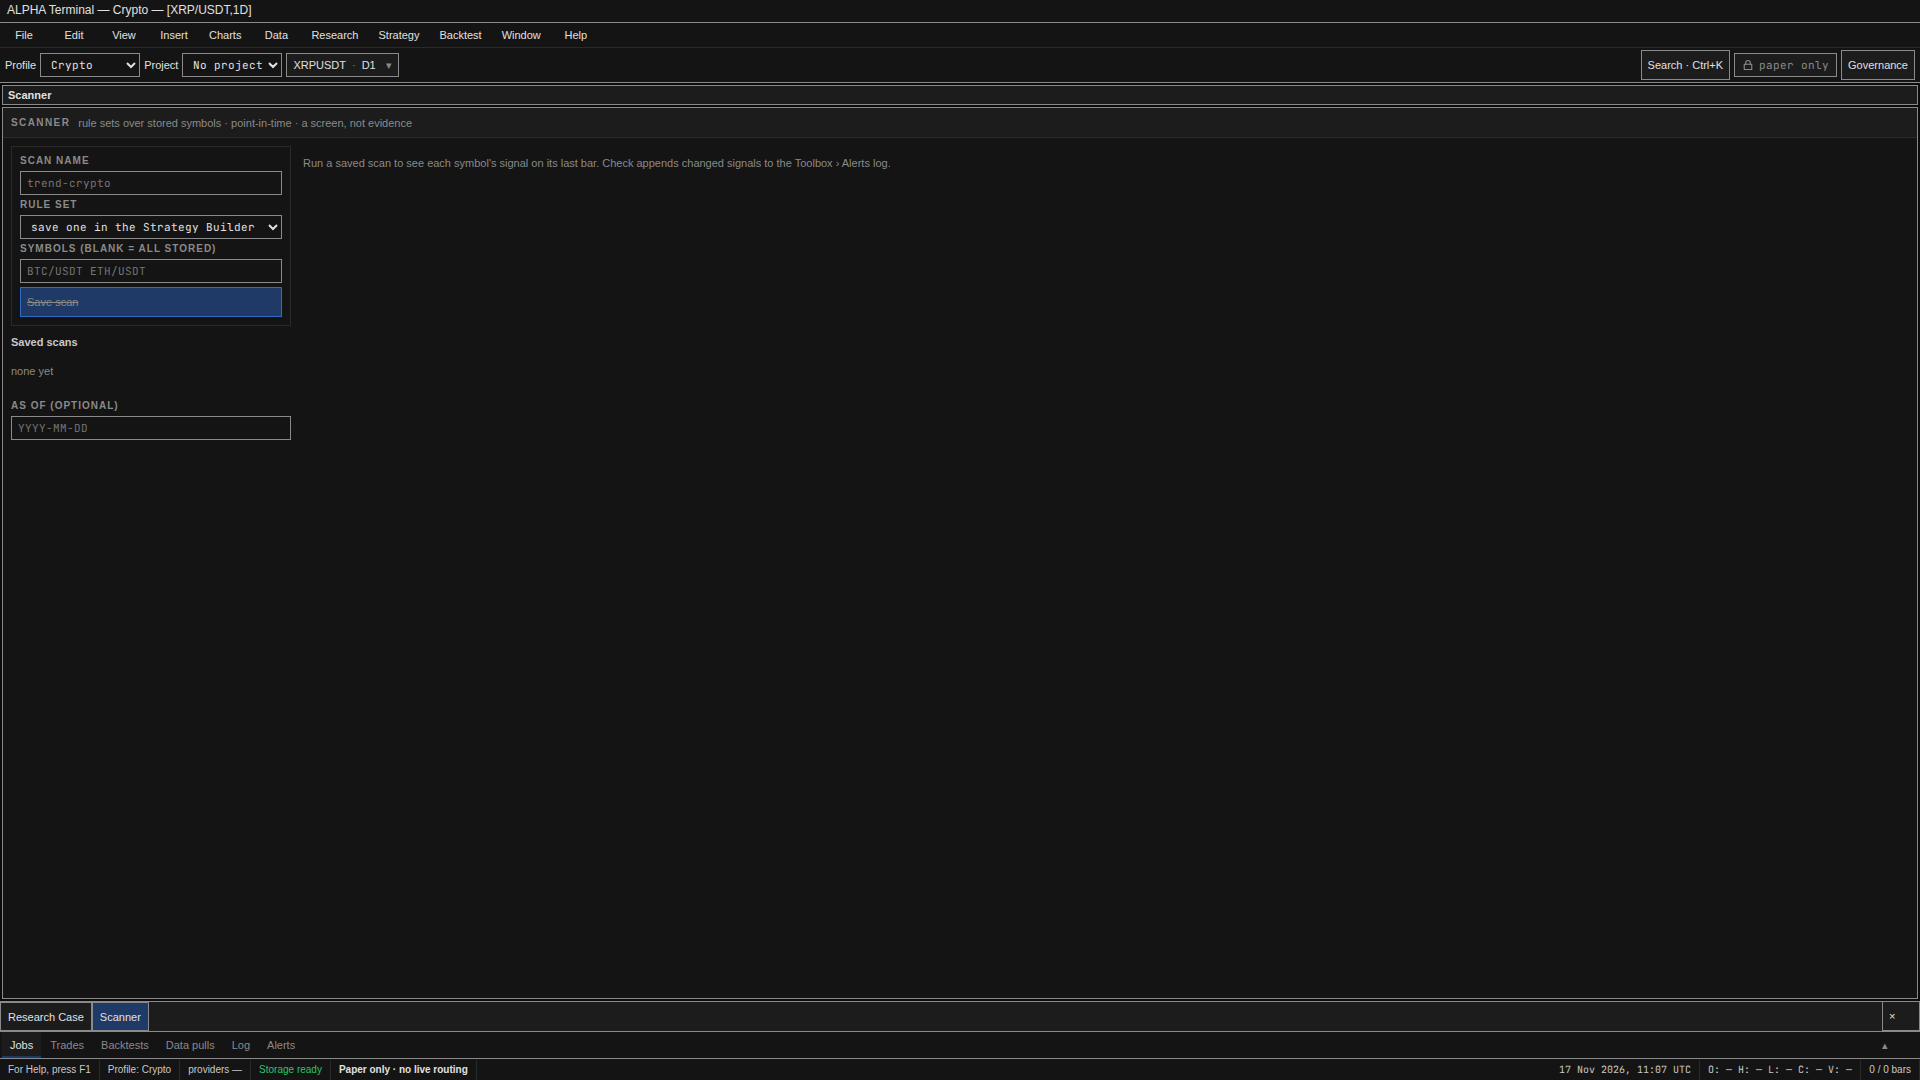 ALPHA Terminal — Crypto — [XRP/USDT,1D]
File Edit View Insert Charts Data Research Strategy Backtest Window Help
Profile Crypto Project No project XRPUSDT · D1 ▾ Search · Ctrl+K paper only Governance
Scanner
SCANNER rule sets over stored symbols · point-in-time · a screen, not evidence
SCAN NAME
trend-crypto
RULE SET
save one in the Strategy Builder
SYMBOLS (BLANK = ALL STORED)
BTC/USDT ETH/USDT
Save scan
Run a saved scan to see each symbol's signal on its last bar. Check appends changed signals to the Toolbox › Alerts log.
Saved scans
none yet
AS OF (OPTIONAL)
YYYY-MM-DD
Research Case Scanner ×
Jobs Trades Backtests Data pulls Log Alerts ▴
For Help, press F1 Profile: Crypto providers — Storage ready Paper only · no live routing 17 Nov 2026, 11:07 UTC O: — H: — L: — C: — V: — 0 / 0 bars